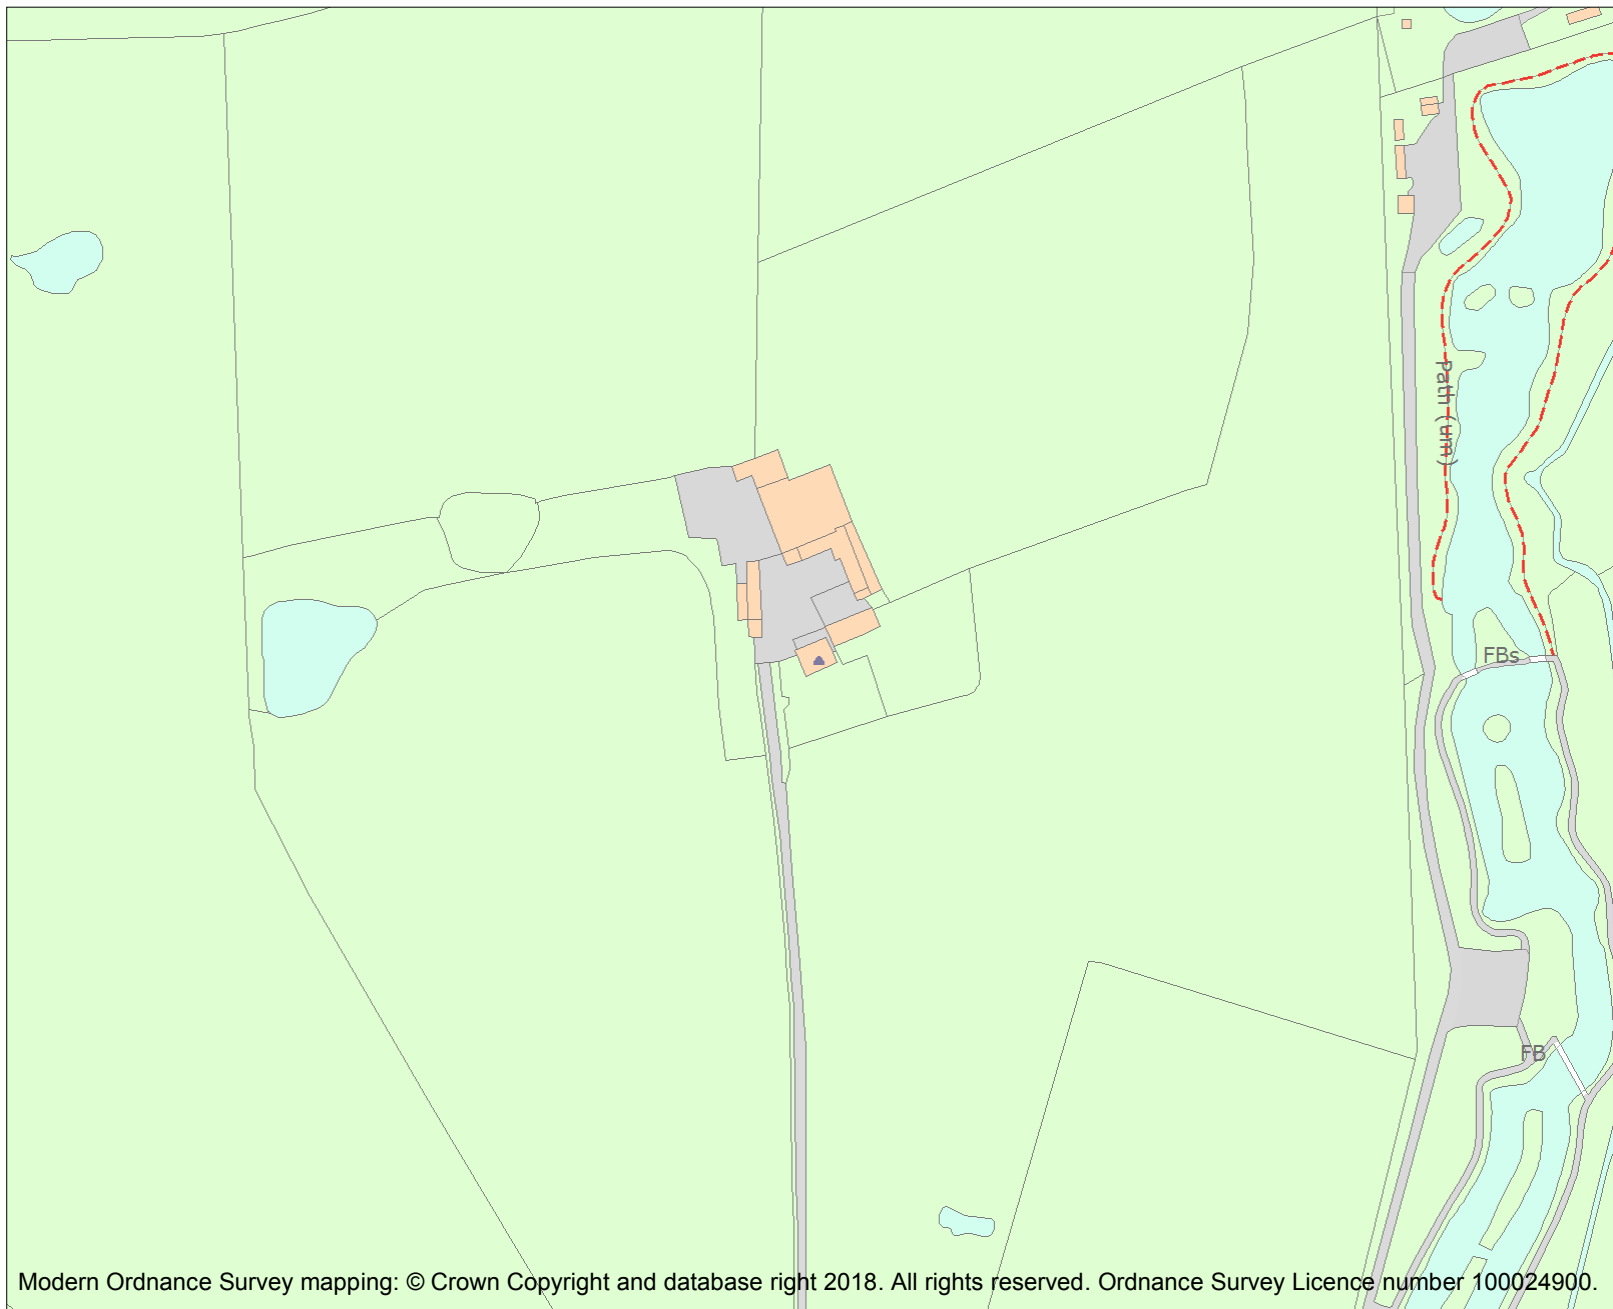 Path (um)
FBs
FB
Modern Ordnance Survey mapping: © Crown Copyright and database right 2018. All rights reserved. Ordnance Survey Licence number 100024900.